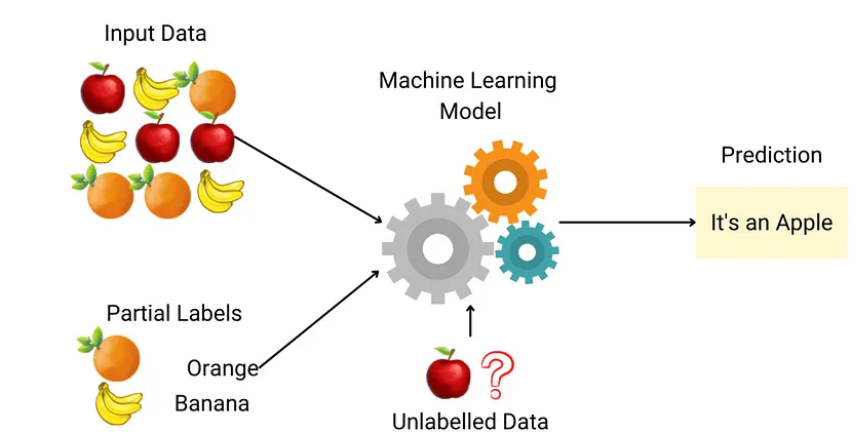 Input Data
Machine Learning
Model
Prediction
It's an Apple
Partial Labels
Orange
Banana
?
Unlabelled Data